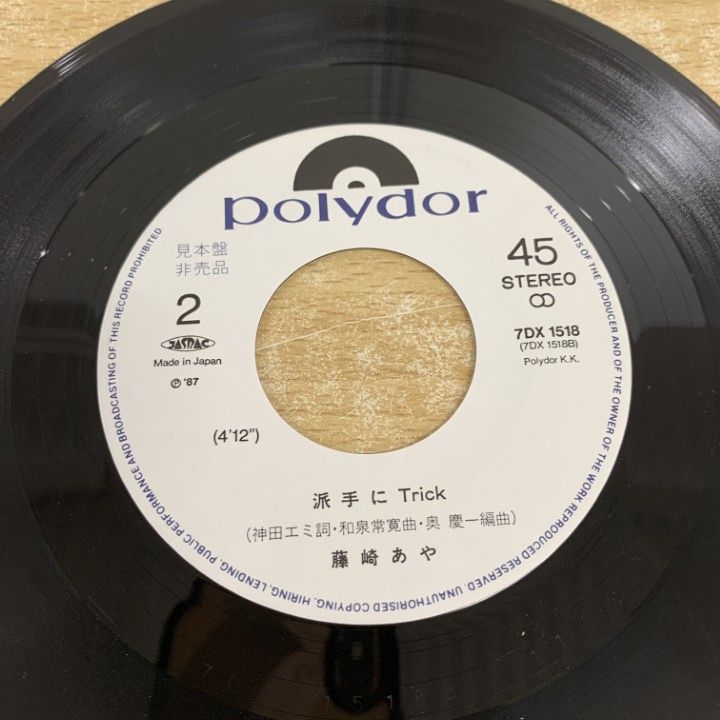 polydor
見本盤
非売品
2
JASRAC
Made in Japan
Ⓟ '87
(4'12")
45
STEREO
7DX 1518
(7DX 1518B)
Polydor K.K.
派手に Trick
(神田エミ詞・和泉常寛曲・奥 慶一編曲)
藤崎あや
ALL RIGHTS OF THE PRODUCER AND OF THE OWNER OF THE WORK REPRODUCED RESERVED. UNAUTHORISED COPYING, HIRING, LENDING, PUBLIC PERFORMANCE AND BROADCASTING OF THIS RECORD PROHIBITED.